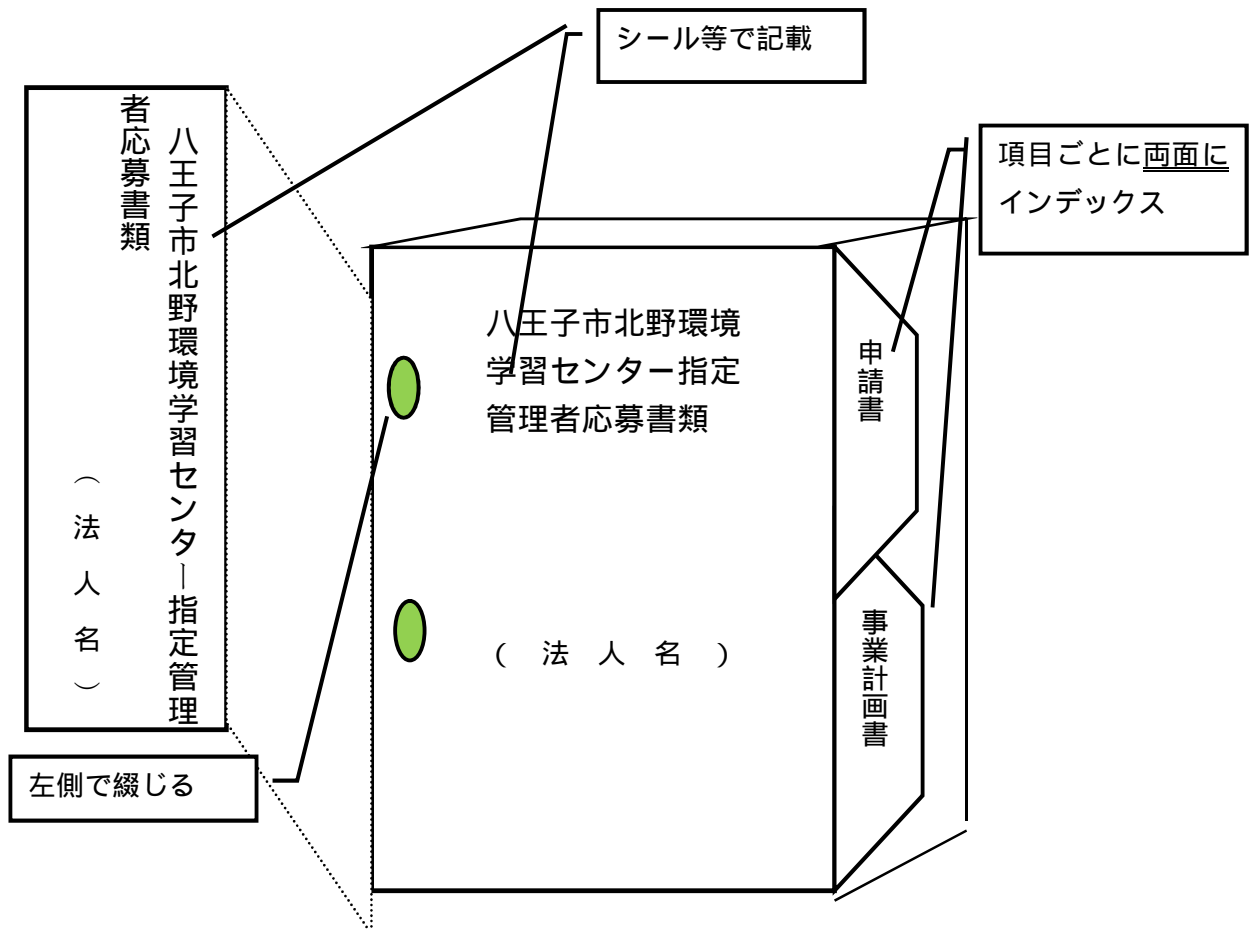 シール等で記載
項目ごとに両面に
インデックス
八王子市北野環境学習センター指定管理
者応募書類
（法人名）
八王子市北野環境
学習センター指定
管理者応募書類
（　法　人　名　）
申請書
事業計画書
左側で綴じる